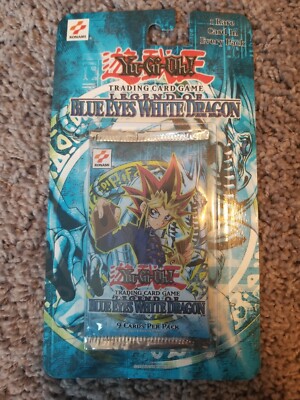 KONAMI
1 Rare
Card In
Every Pack
遊戯王
Yu-Gi-Oh!
TRADING CARD GAME
LEGEND OF
BLUE EYES WHITE DRAGON
KONAMI
Yu-Gi-Oh!
TRADING CARD GAME
LEGEND OF
BLUE EYES WHITE DRAGON
9 CARDS PER PACK